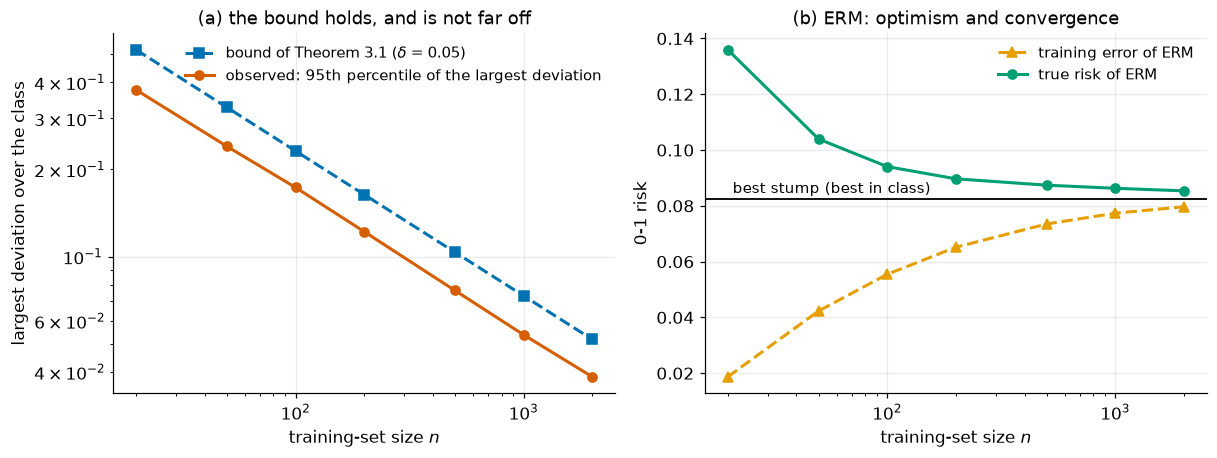 (a) the bound holds, and is not far off
bound of Theorem 3.1 (δ = 0.05)
observed: 95th percentile of the largest deviation
largest deviation over the class
4 × 10⁻¹
3 × 10⁻¹
2 × 10⁻¹
10⁻¹
6 × 10⁻²
4 × 10⁻²
10²
10³
training-set size n
(b) ERM: optimism and convergence
training error of ERM
true risk of ERM
best stump (best in class)
0-1 risk
0.14
0.12
0.10
0.08
0.06
0.04
0.02
10²
10³
training-set size n